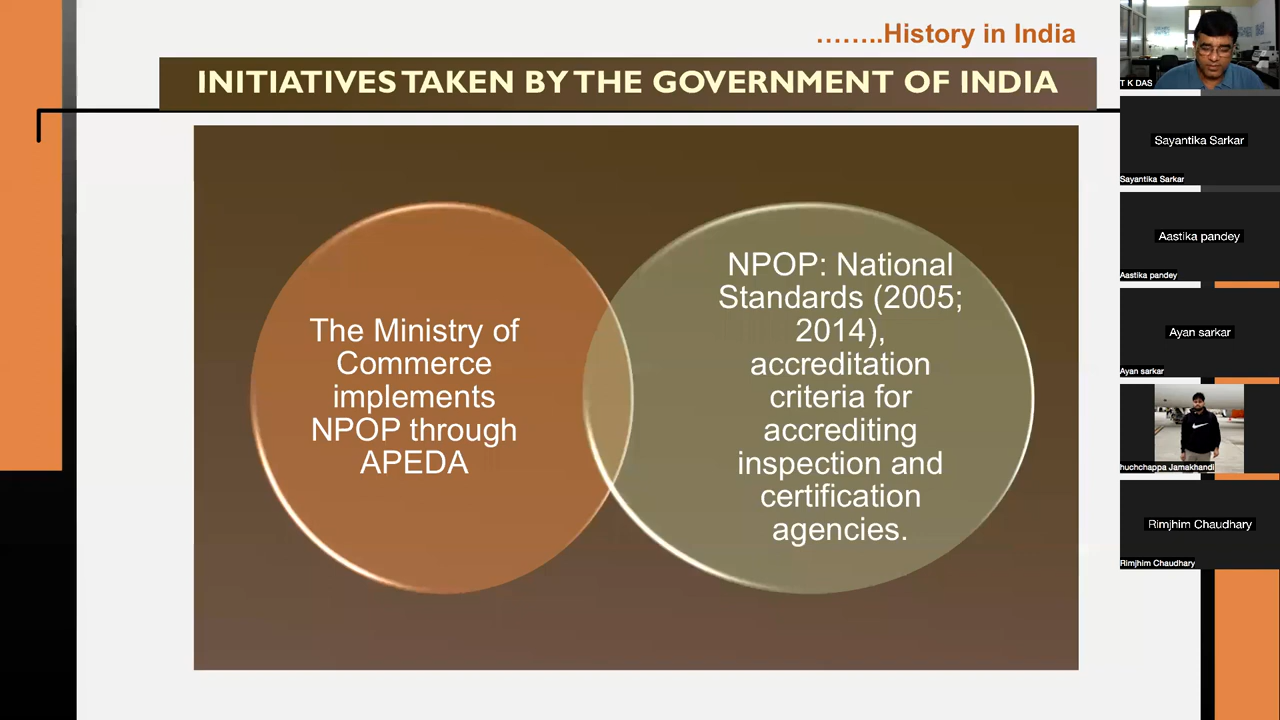 ........History in India
INITIATIVES TAKEN BY THE GOVERNMENT OF INDIA
The Ministry of
Commerce
implements
NPOP through
APEDA
NPOP: National
Standards (2005;
2014),
accreditation
criteria for
accrediting
inspection and
certification
agencies.
T K DAS
Sayantika Sarkar
Sayantika Sarkar
Aastika pandey
Aastika pandey
Ayan sarkar
Ayan sarkar
huchchappa Jamakhandi
Rimjhim Chaudhary
Rimjhim Chaudhary